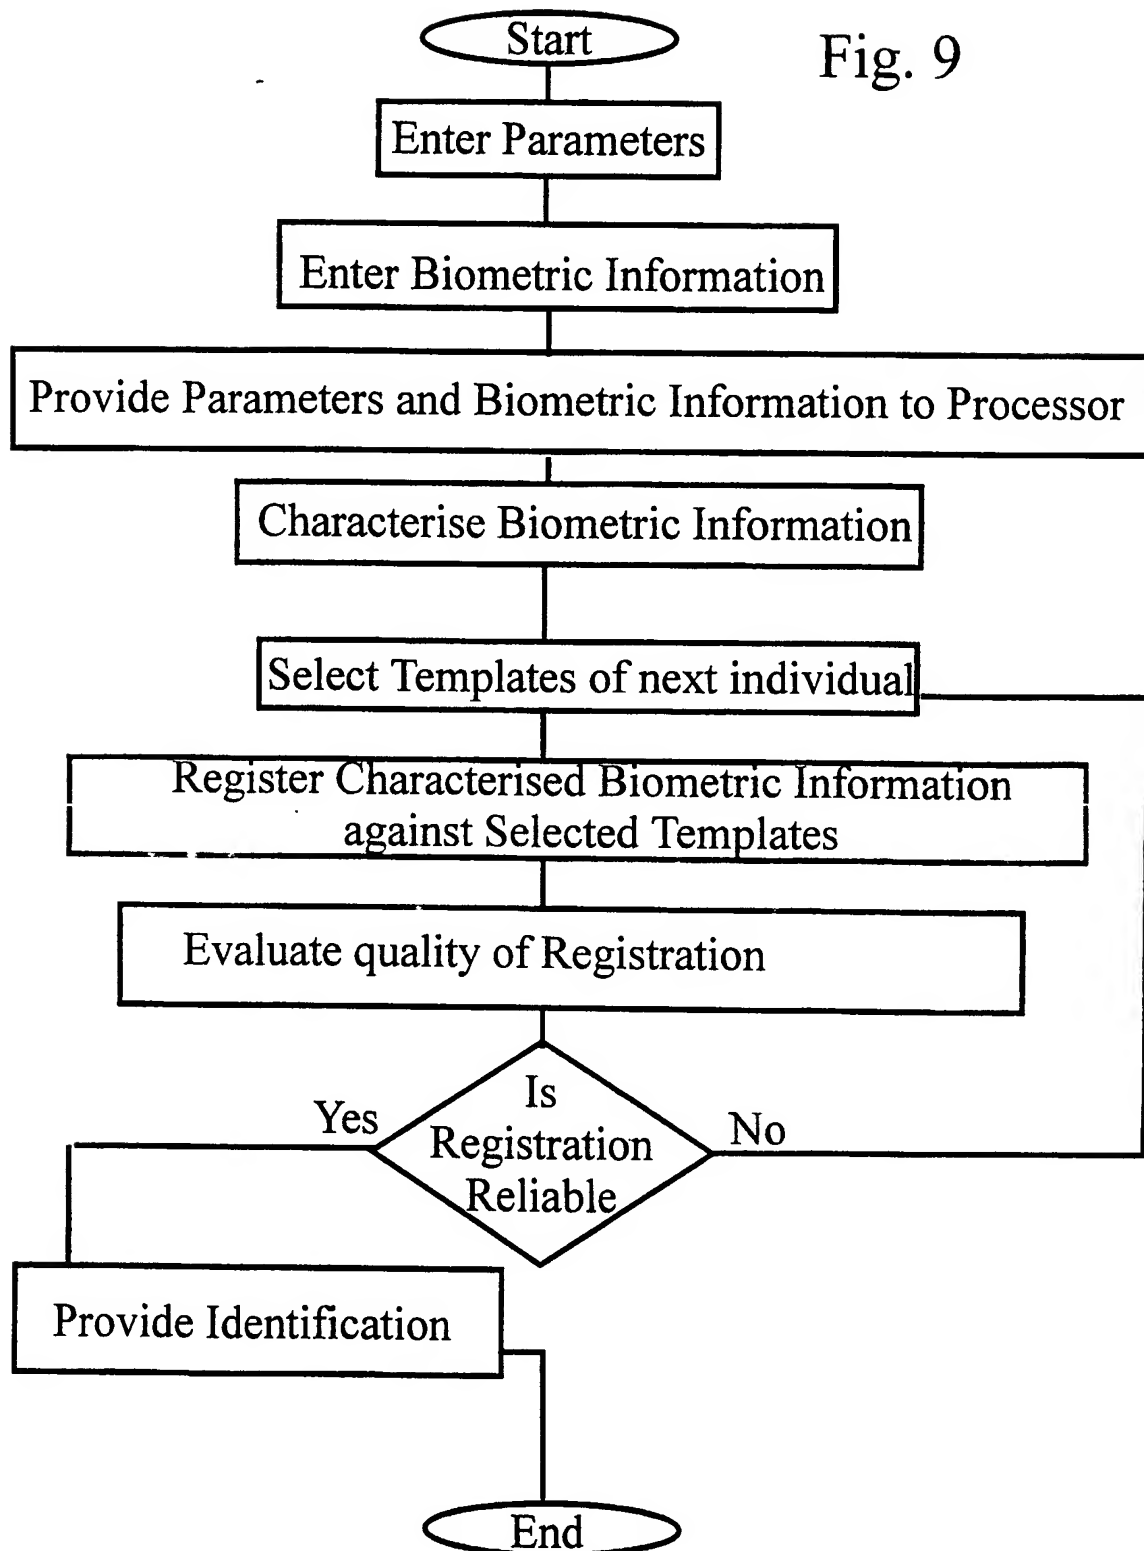 Start
Fig. 9
Enter Parameters
Enter Biometric Information
Provide Parameters and Biometric Information to Processor
Characterise Biometric Information
Select Templates of next individual
Register Characterised Biometric Information
against Selected Templates
Evaluate quality of Registration
Is
Registration
Reliable
Yes
No
Provide Identification
End